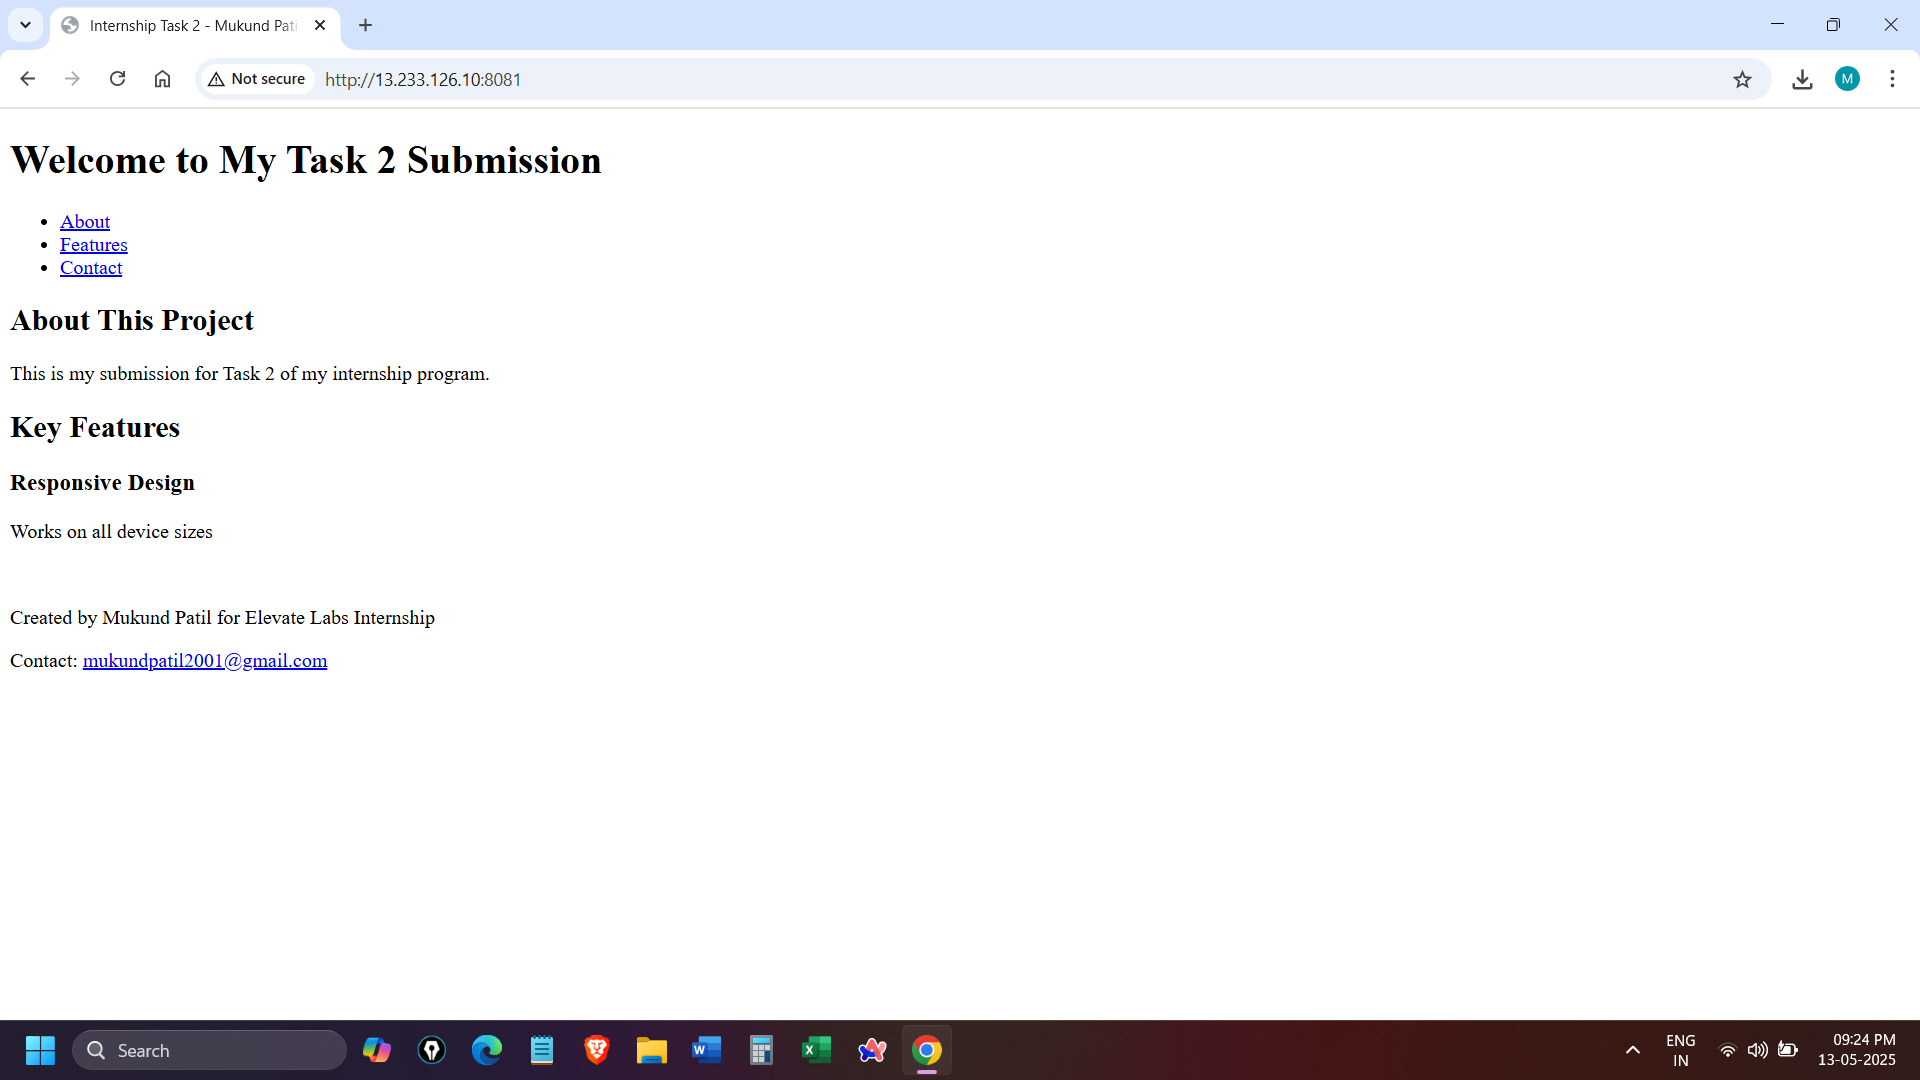 Internship Task 2 - Mukund Pati
Not secure
http://13.233.126.10:8081
M
Welcome to My Task 2 Submission
About
Features
Contact
About This Project
This is my submission for Task 2 of my internship program.
Key Features
Responsive Design
Works on all device sizes
Created by Mukund Patil for Elevate Labs Internship
Contact: mukundpatil2001@gmail.com
Search
ENG
IN
09:24 PM
13-05-2025